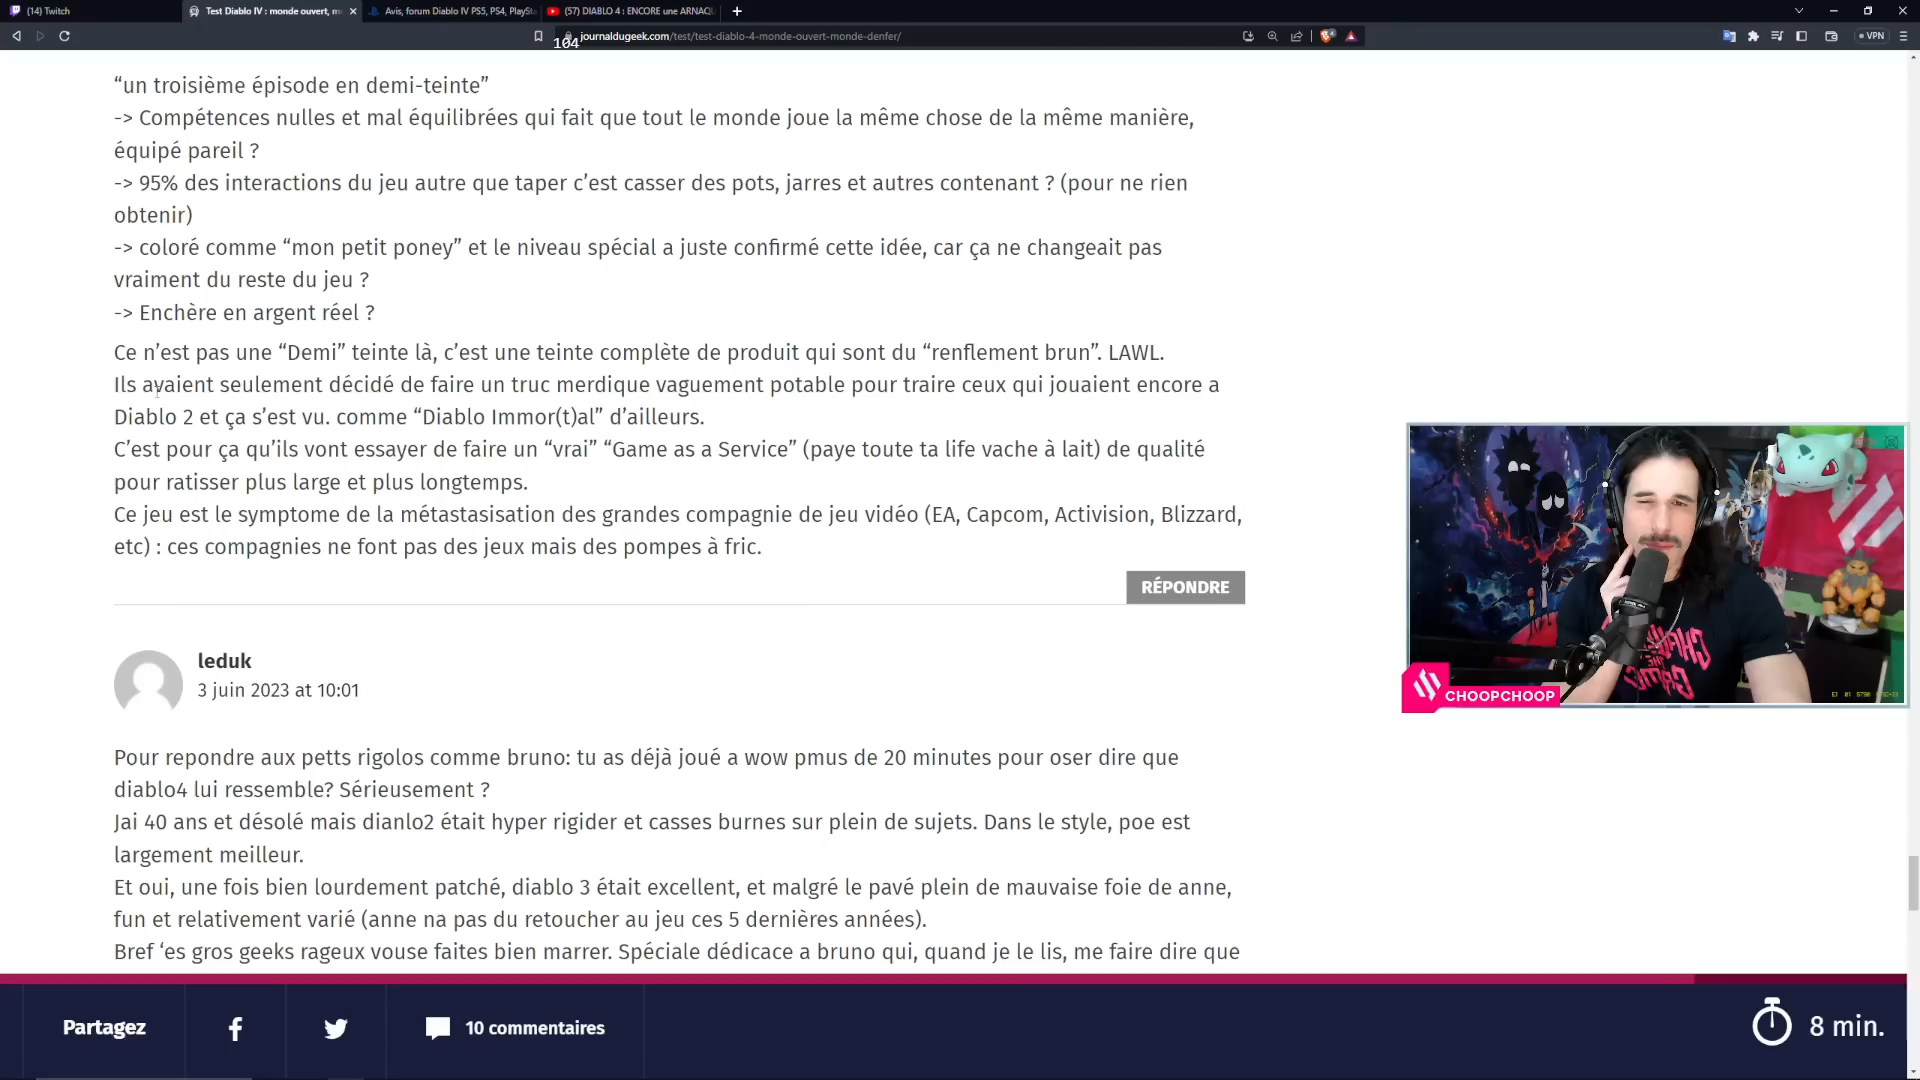 (14) Twitch
Test Diablo IV : monde ouvert, m
Avis, forum Diablo IV PS5, PS4, PlaySt
(57) DIABLO 4 : ENCORE une ARNAQU
104
journaldugeek.com/test/test-diablo-4-monde-ouvert-monde-denfer/
VPN
“un troisième épisode en demi-teinte”
-> Compétences nulles et mal équilibrées qui fait que tout le monde joue la même chose de la même manière,
équipé pareil ?
-> 95% des interactions du jeu autre que taper c’est casser des pots, jarres et autres contenant ? (pour ne rien
obtenir)
-> coloré comme “mon petit poney” et le niveau spécial a juste confirmé cette idée, car ça ne changeait pas
vraiment du reste du jeu ?
-> Enchère en argent réel ?
Ce n’est pas une “Demi” teinte là, c’est une teinte complète de produit qui sont du “renflement brun”. LAWL.
Ils avaient seulement décidé de faire un truc merdique vaguement potable pour traire ceux qui jouaient encore a
Diablo 2 et ça s’est vu. comme “Diablo Immor(t)al” d’ailleurs.
C’est pour ça qu’ils vont essayer de faire un “vrai” “Game as a Service” (paye toute ta life vache à lait) de qualité
pour ratisser plus large et plus longtemps.
Ce jeu est le symptome de la métastasisation des grandes compagnie de jeu vidéo (EA, Capcom, Activision, Blizzard,
etc) : ces compagnies ne font pas des jeux mais des pompes à fric.
RÉPONDRE
leduk
3 juin 2023 at 10:01
Pour repondre aux petts rigolos comme bruno: tu as déjà joué a wow pmus de 20 minutes pour oser dire que
diablo4 lui ressemble? Sérieusement ?
Jai 40 ans et désolé mais dianlo2 était hyper rigider et casses burnes sur plein de sujets. Dans le style, poe est
largement meilleur.
Et oui, une fois bien lourdement patché, diablo 3 était excellent, et malgré le pavé plein de mauvaise foie de anne,
fun et relativement varié (anne na pas du retoucher au jeu ces 5 dernières années).
Bref ‘es gros geeks rageux vouse faites bien marrer. Spéciale dédicace a bruno qui, quand je le lis, me faire dire que
CHOOPCHOOP
Partagez
10 commentaires
8 min.